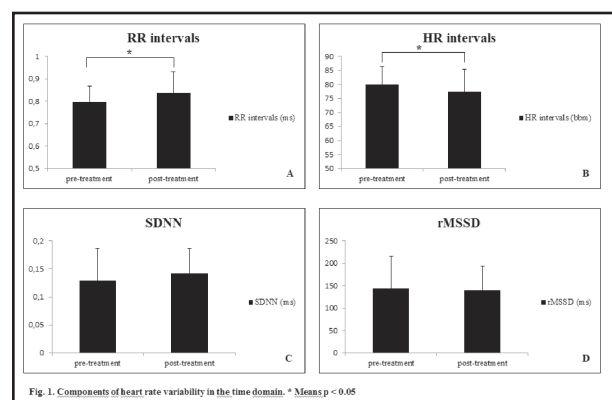 RR intervals
*
1
0,9
0,8
0,7
0,6
0,5
pre-treatment
post-treatment
RR intervals (ms)
A
HR intervals
*
90
85
80
75
70
65
60
55
50
pre-treatment
post-treatment
HR intervals (bbm)
B
SDNN
0,2
0,15
0,1
0,05
0
pre-treatment
post-treatment
SDNN (ms)
C
rMSSD
250
200
150
100
50
0
pre-treatment
post-treatment
rMSSD (ms)
D
Fig. 1. Components of heart rate variability in the time domain. * Means p < 0.05